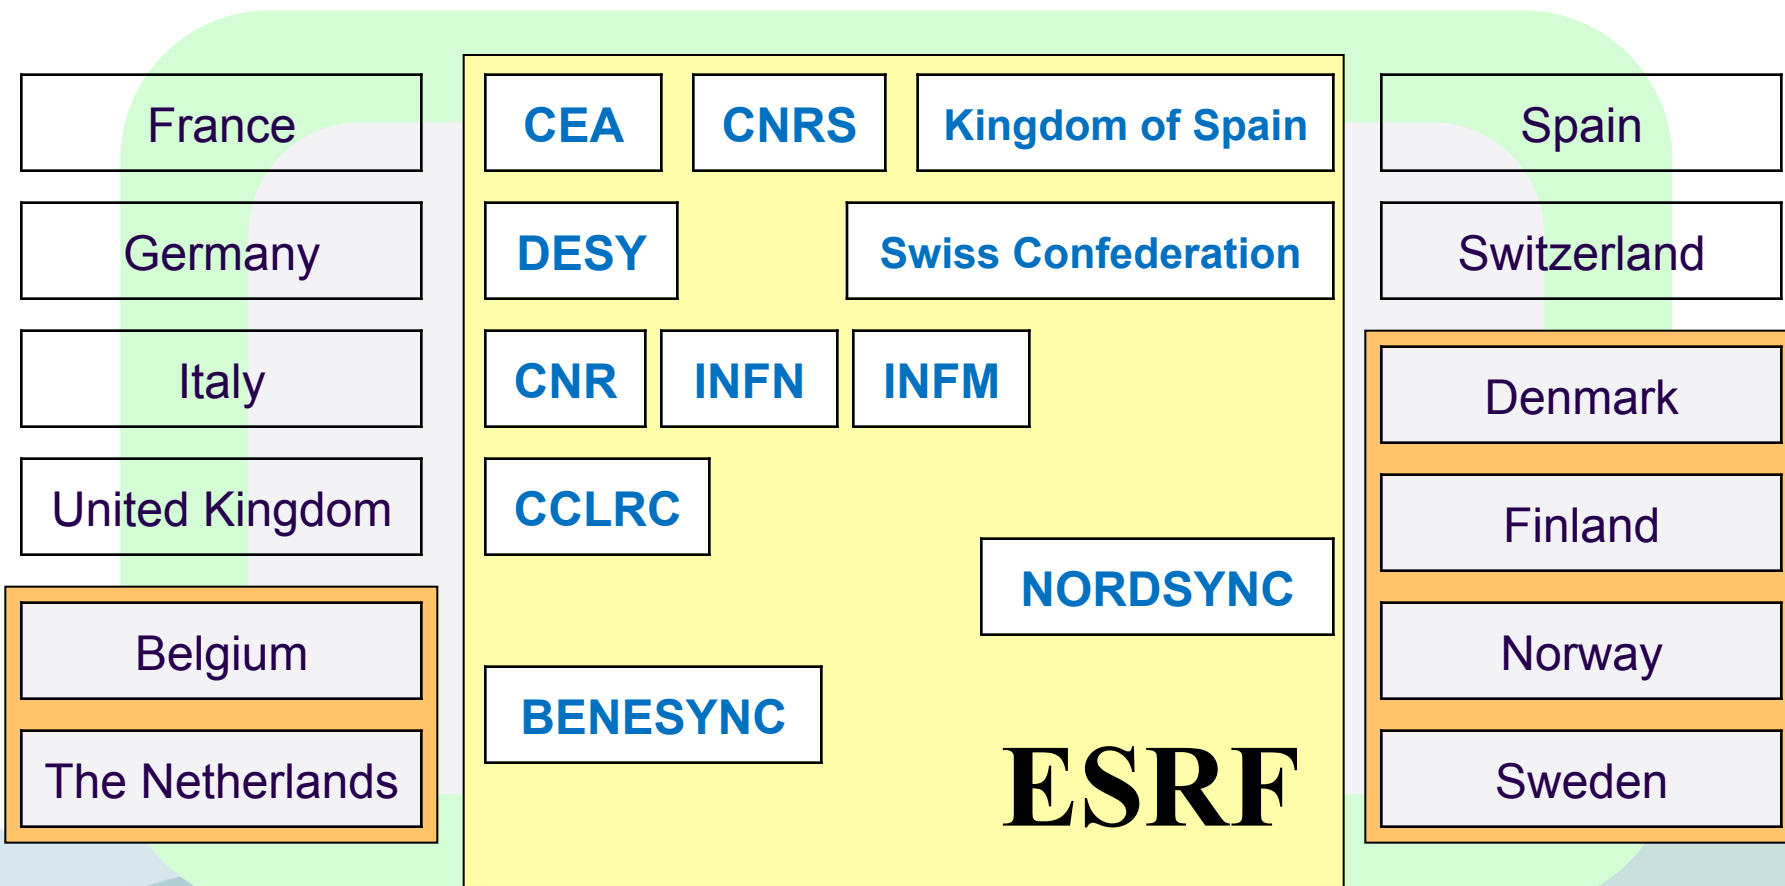 France
CEA
CNRS
Kingdom of Spain
Spain
Germany
DESY
Swiss Confederation
Switzerland
Italy
CNR
INFN
INFM
Denmark
United Kingdom
CCLRC
Finland
NORDSYNC
Belgium
Norway
BENESYNC
The Netherlands
ESRF
Sweden